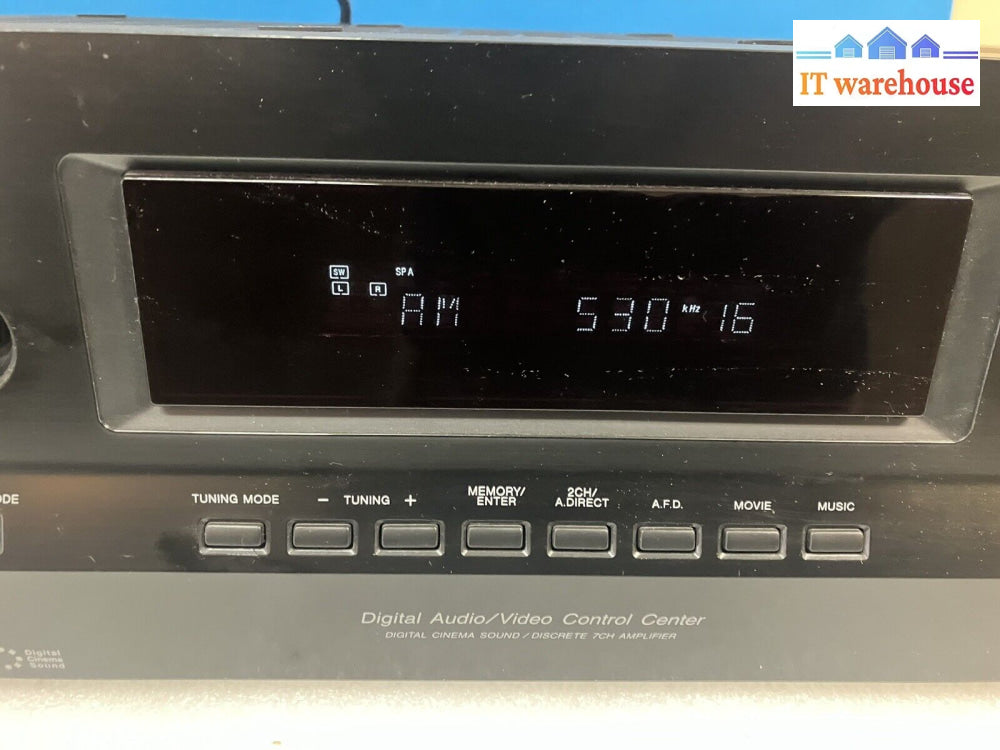 IT warehouse
SW
SPA
L R
AM 530 kHz 16
TUNING MODE
− TUNING +
MEMORY/
ENTER
2CH/
A.DIRECT
A.F.D.
MOVIE
MUSIC
Digital Audio/Video Control Center
DIGITAL CINEMA SOUND / DISCRETE 7CH AMPLIFIER
Digital
Cinema
Sound